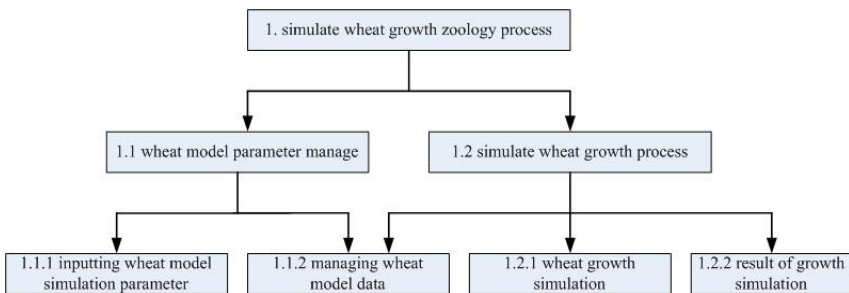 1. simulate wheat growth zoology process
1.1 wheat model parameter manage
1.2 simulate wheat growth process
1.1.1 inputting wheat model
simulation parameter
1.1.2 managing wheat
model data
1.2.1 wheat growth
simulation
1.2.2 result of growth
simulation